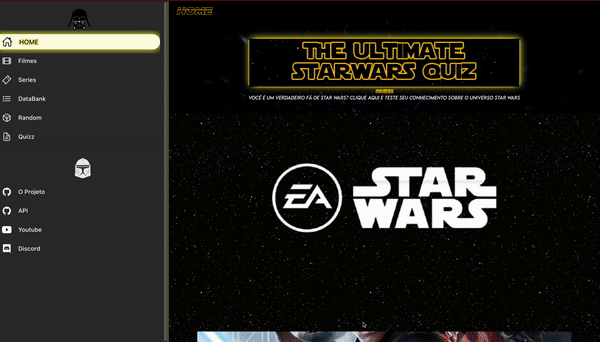 HOME
Filmes
Series
DataBank
Random
Quizz
O Projeto
API
Youtube
Discord
HOME
THE ULTIMATE
STARWARS QUIZ
VOCÊ É UM VERDADEIRO FÃ DE STAR WARS? CLIQUE AQUI E TESTE SEU CONHECIMENTO SOBRE O UNIVERSO STAR WARS
EA
STAR
WARS